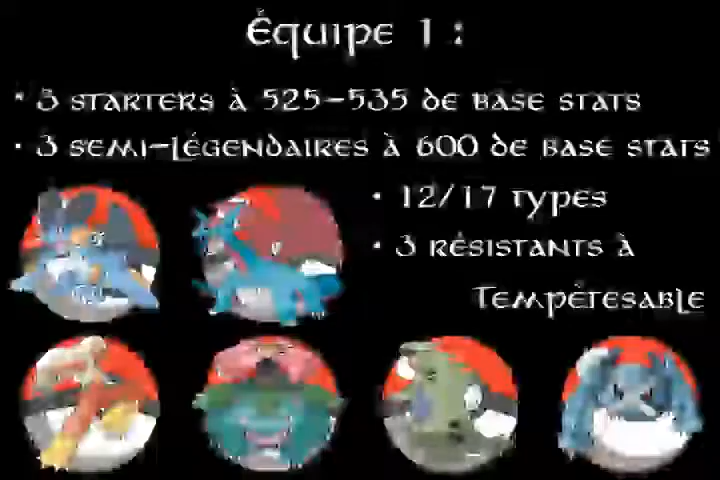 Équipe 1 :
• 3 starters à 525-535 de base stats
• 3 semi-légendaires à 600 de base stats
• 12/17 types
• 3 résistants à
Tempêtesable